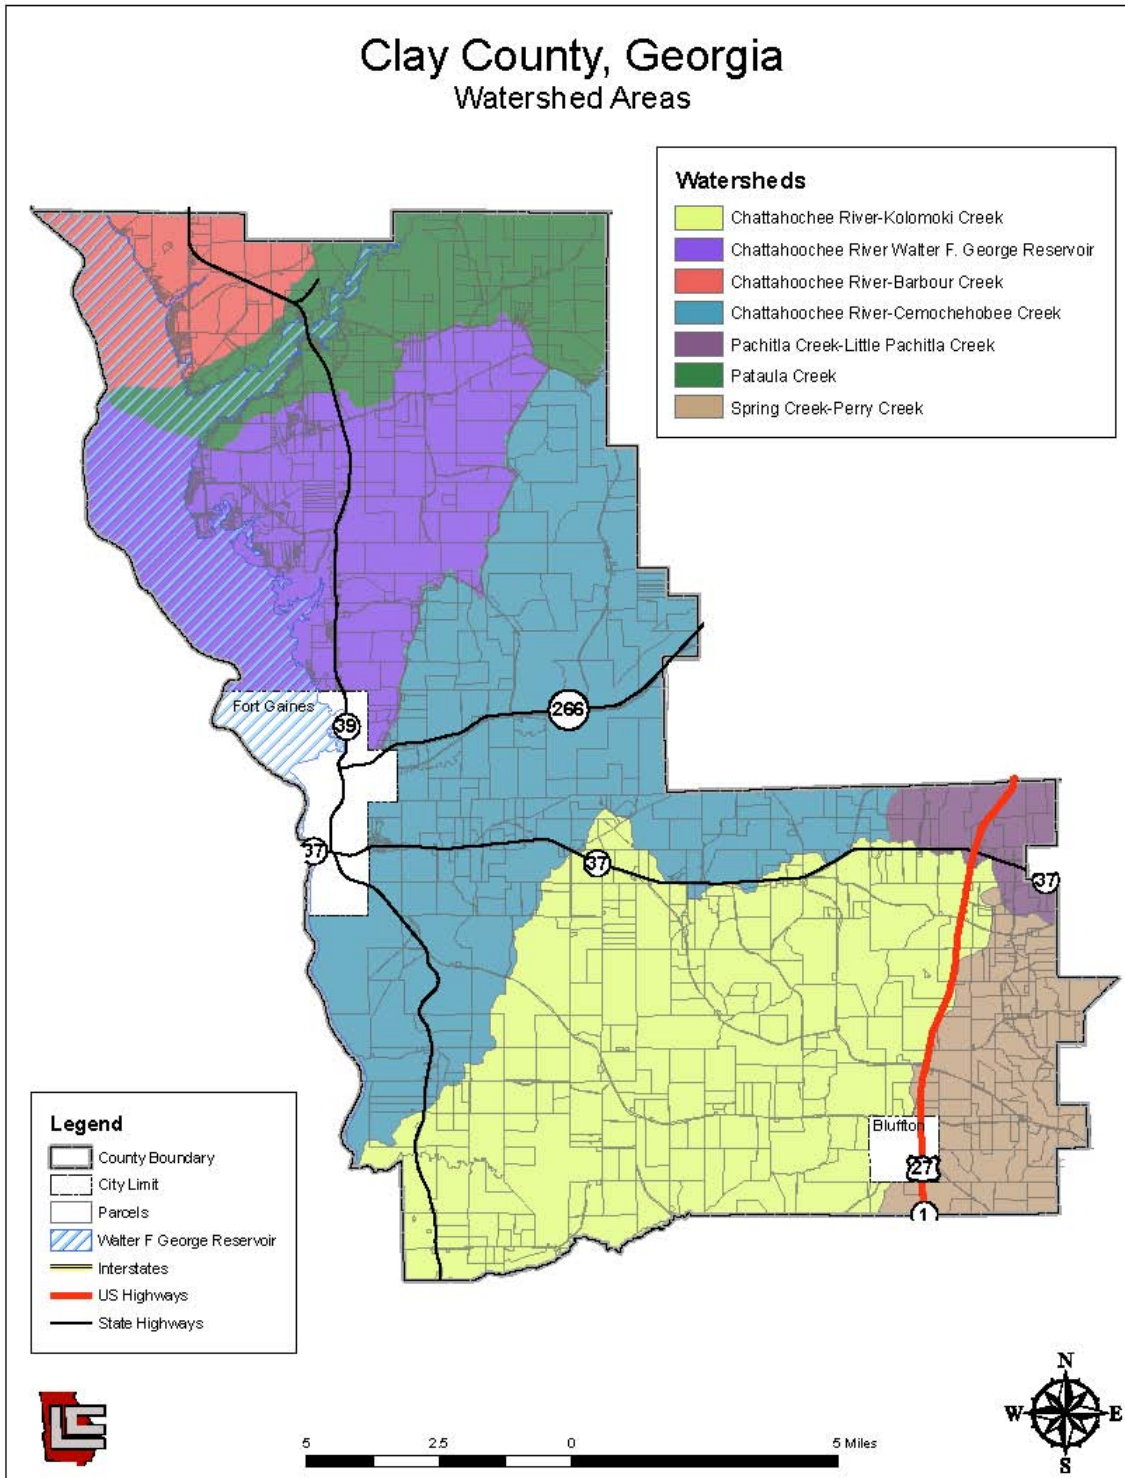 Clay County, Georgia
Watershed Areas
Watersheds
Chattahochee River-Kolomoki Creek
Chattahoochee River Walter F. George Reservoir
Chattahoochee River-Barbour Creek
Chattahoochee River-Cemochehobee Creek
Pachitla Creek-Little Pachitla Creek
Pataula Creek
Spring Creek-Perry Creek
Fort Gaines
39
266
37
37
37
Bluffton
27
1
Legend
County Boundary
City Limit
Parcels
Walter F George Reservoir
Interstates
US Highways
State Highways
N
W E
S
5 2.5 0 5 Miles